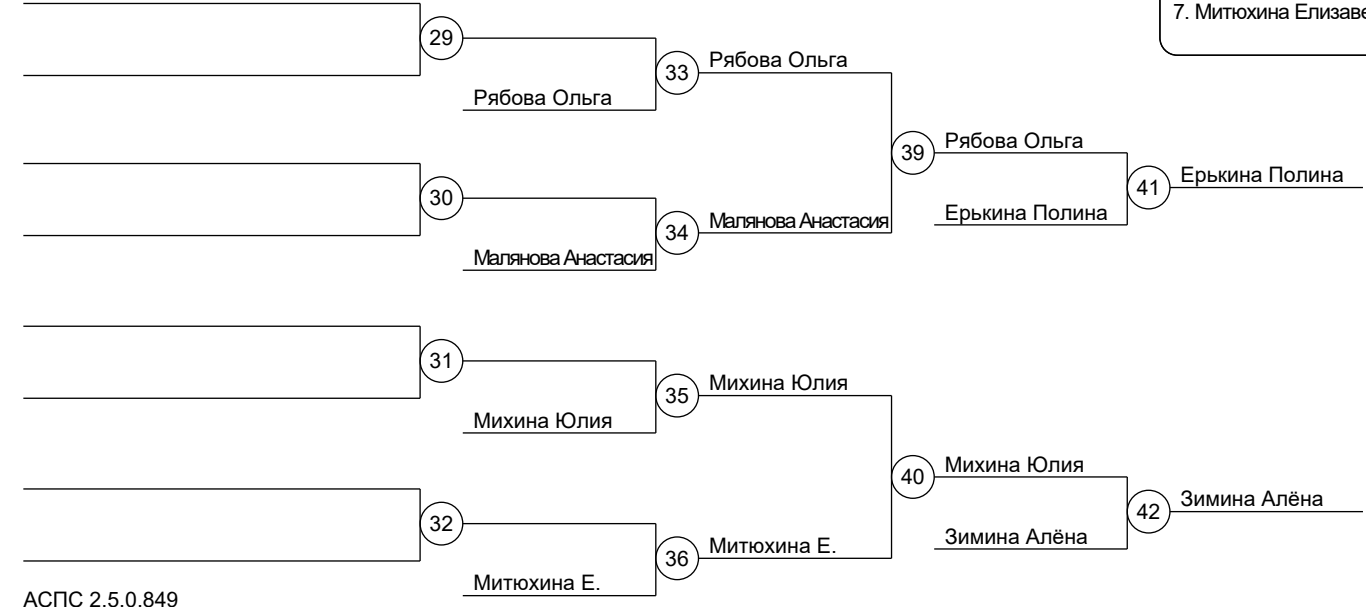 7. Митюхина Елизаве
29
Рябова Ольга
33
Рябова Ольга
39
Рябова Ольга
41
Ерькина Полина
30
Малянова Анастасия
34
Малянова Анастасия
Ерькина Полина
31
Михина Юлия
35
Михина Юлия
40
Михина Юлия
42
Зимина Алёна
32
Митюхина Е.
36
Митюхина Е.
Зимина Алёна
АСПС 2.5.0.849